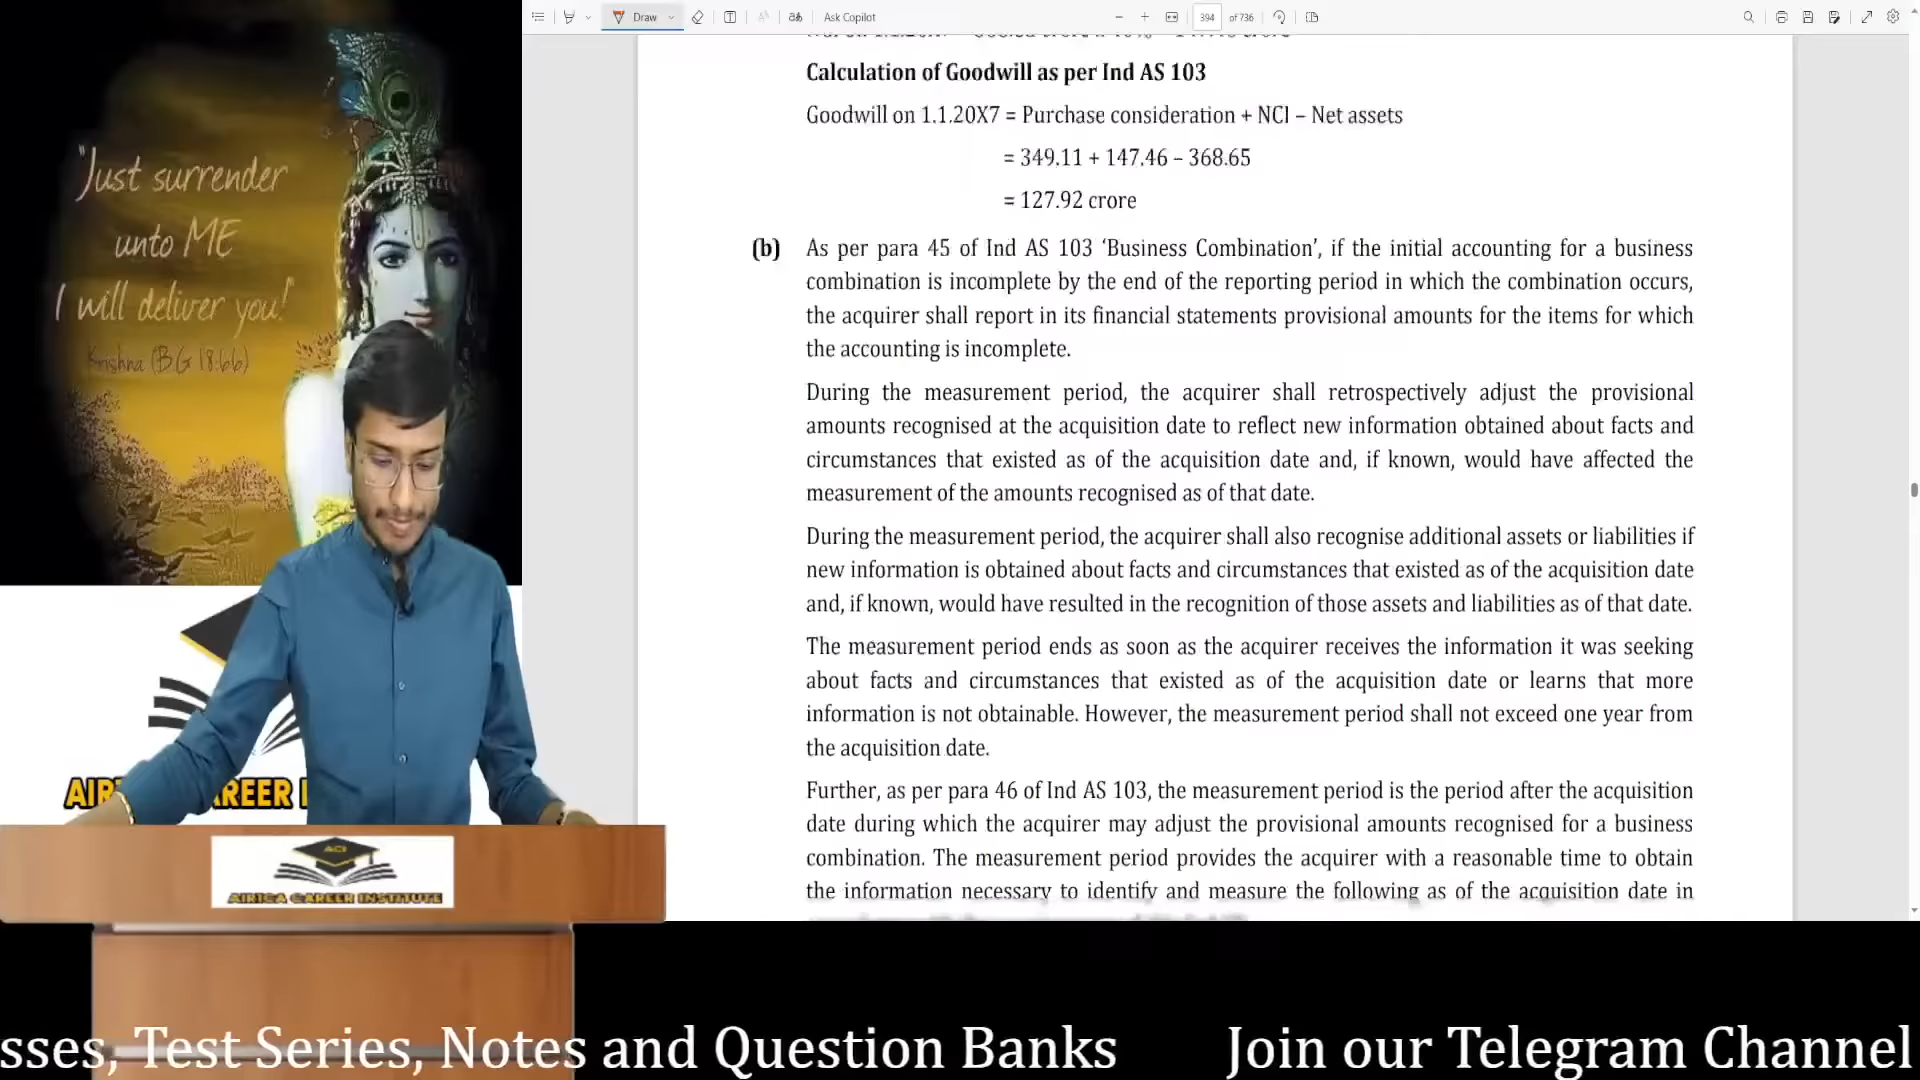 Draw
Ask Copilot
394
of 736
"Just surrender
unto ME
I will deliver you!"
Krishna (B.G 18:66)
Calculation of Goodwill as per Ind AS 103
Goodwill on 1.1.20X7 = Purchase consideration + NCI – Net assets
= 349.11 + 147.46 – 368.65
= 127.92 crore
(b) As per para 45 of Ind AS 103 ‘Business Combination’, if the initial accounting for a business
combination is incomplete by the end of the reporting period in which the combination occurs,
the acquirer shall report in its financial statements provisional amounts for the items for which
the accounting is incomplete.
During the measurement period, the acquirer shall retrospectively adjust the provisional
amounts recognised at the acquisition date to reflect new information obtained about facts and
circumstances that existed as of the acquisition date and, if known, would have affected the
measurement of the amounts recognised as of that date.
During the measurement period, the acquirer shall also recognise additional assets or liabilities if
new information is obtained about facts and circumstances that existed as of the acquisition date
and, if known, would have resulted in the recognition of those assets and liabilities as of that date.
The measurement period ends as soon as the acquirer receives the information it was seeking
about facts and circumstances that existed as of the acquisition date or learns that more
information is not obtainable. However, the measurement period shall not exceed one year from
the acquisition date.
Further, as per para 46 of Ind AS 103, the measurement period is the period after the acquisition
date during which the acquirer may adjust the provisional amounts recognised for a business
combination. The measurement period provides the acquirer with a reasonable time to obtain
the information necessary to identify and measure the following as of the acquisition date in
ACI
AIRICA CAREER INSTITUTE
sses, Test Series, Notes and Question Banks
Join our Telegram Channel